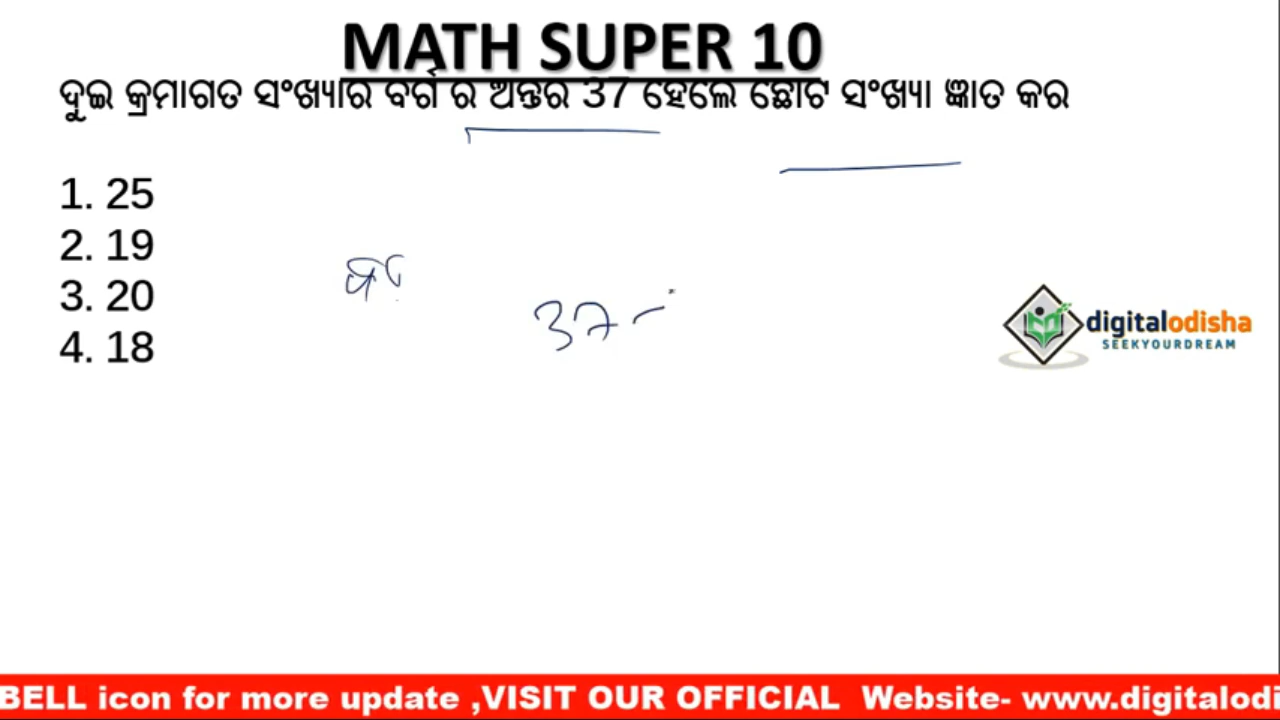 MATH SUPER 10
ଦୁଇ କ୍ରମାଗତ ସଂଖ୍ୟାର ବର୍ଗ ର ଅନ୍ତର 37 ହେଲେ ଛୋଟ ସଂଖ୍ୟା ଜ୍ଞାତ କର
1. 25
2. 19
3. 20
4. 18
37 -
digitalodisha
SEEKYOURDREAM
BELL icon for more update ,VISIT OUR OFFICIAL Website- www.digitalodi